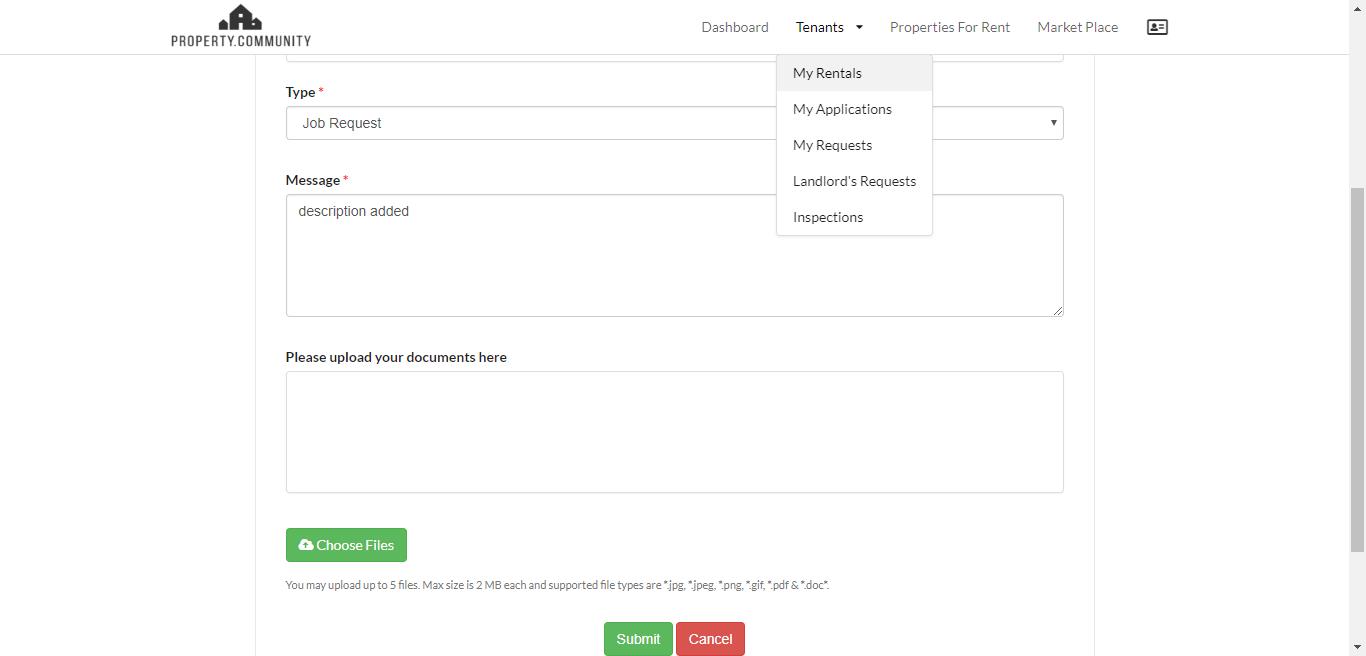 PROPERTY.COMMUNITY
Dashboard Tenants Properties For Rent Market Place
My Rentals
My Applications
My Requests
Landlord's Requests
Inspections
Type *
Job Request
Message *
description added
Please upload your documents here
Choose Files
You may upload up to 5 files. Max size is 2 MB each and supported file types are *.jpg, *.jpeg, *.png, *.gif, *.pdf & *.doc*.
Submit Cancel